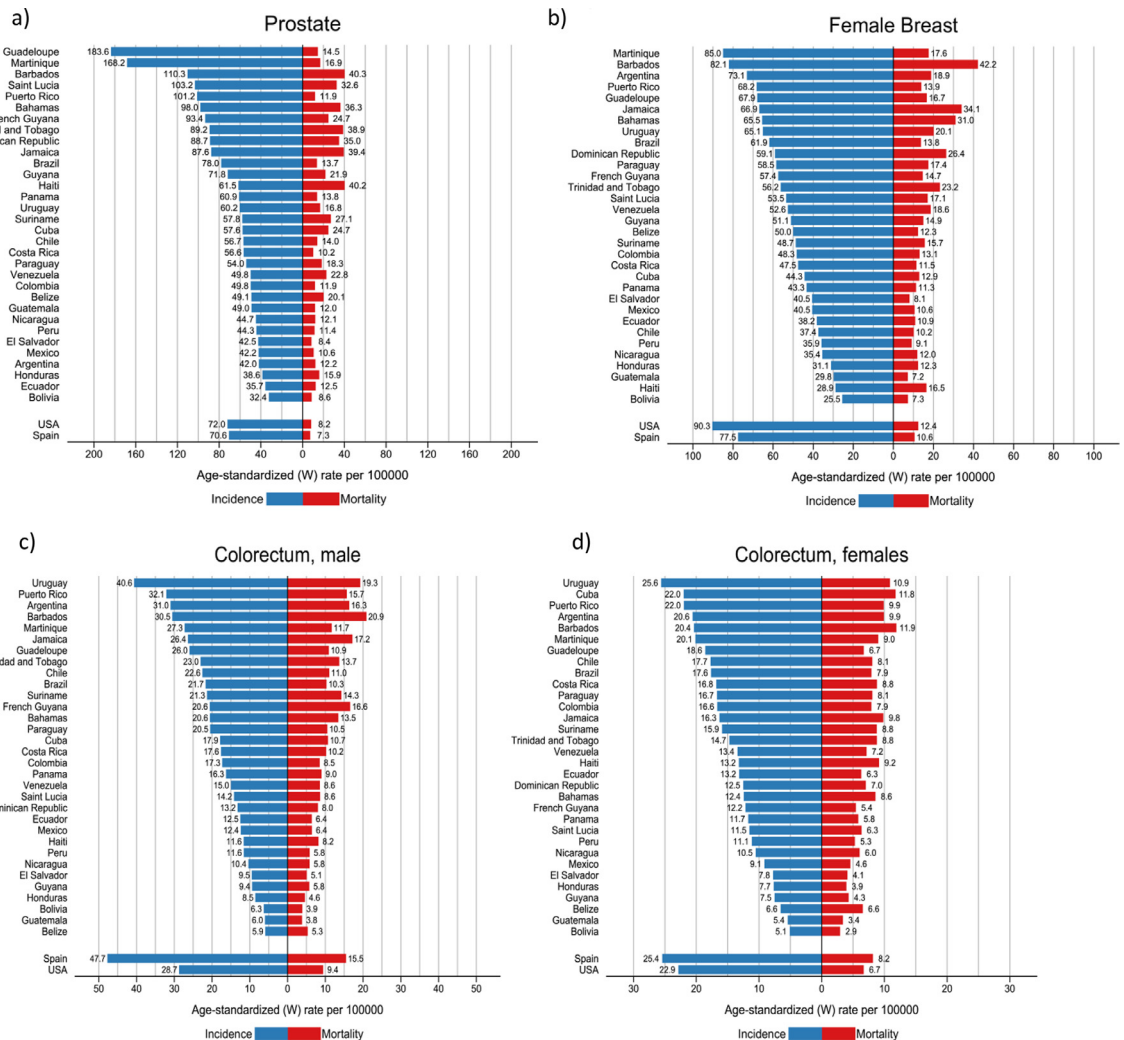 a)
Prostate
Guadeloupe 183.6 14.5
Martinique 168.2 16.9
Barbados 110.3 40.3
Saint Lucia 103.2 32.6
Puerto Rico 101.2 11.9
Bahamas 98.0 36.3
ench Guyana 93.4 24.7
d and Tobago 89.2 38.9
can Republic 88.7 35.0
Jamaica 87.6 39.4
Brazil 78.0 13.7
Guyana 71.8 21.9
Haiti 61.5 40.2
Panama 60.9 13.8
Uruguay 60.2 16.8
Suriname 57.8 27.1
Cuba 57.6 24.7
Chile 56.7 14.0
Costa Rica 56.6 10.2
Paraguay 54.0 18.3
Venezuela 49.8 22.8
Colombia 49.8 11.9
Belize 49.1 20.1
Guatemala 49.0 12.0
Nicaragua 44.7 12.1
Peru 44.3 11.4
El Salvador 42.5 8.4
Mexico 42.2 10.6
Argentina 42.0 12.2
Honduras 38.6 15.9
Ecuador 35.7 12.5
Bolivia 32.4 8.6
USA 72.0 8.2
Spain 70.6 7.3
200 160 120 80 40 0 40 80 120 160 200
Age-standardized (W) rate per 100000
Incidence Mortality
b)
Female Breast
Martinique 85.0 17.6
Barbados 82.1 42.2
Argentina 73.1 18.9
Puerto Rico 68.2 13.9
Guadeloupe 67.9 16.7
Jamaica 66.9 34.1
Bahamas 65.5 31.0
Uruguay 65.1 20.1
Brazil 61.9 13.8
Dominican Republic 59.1 26.4
Paraguay 58.5 17.4
French Guyana 57.4 14.7
Trinidad and Tobago 56.2 23.2
Saint Lucia 53.5 17.1
Venezuela 52.6 18.6
Guyana 51.1 14.9
Belize 50.0 12.3
Suriname 48.7 15.7
Colombia 48.3 13.1
Costa Rica 47.5 11.5
Cuba 44.3 12.9
Panama 43.3 11.3
El Salvador 40.5 8.1
Mexico 40.5 10.6
Ecuador 38.2 10.9
Chile 37.4 10.2
Peru 35.9 9.1
Nicaragua 35.4 12.0
Honduras 31.1 12.3
Guatemala 29.8 7.2
Haiti 28.9 16.5
Bolivia 25.5 7.3
USA 90.3 12.4
Spain 77.5 10.6
100 80 60 40 20 0 20 40 60 80 100
Age-standardized (W) rate per 100000
Incidence Mortality
c)
Colorectum, male
Uruguay 40.6 19.3
Puerto Rico 32.1 15.7
Argentina 31.0 16.3
Barbados 30.5 20.9
Martinique 27.3 11.7
Jamaica 26.4 17.2
Guadeloupe 26.0 10.9
dad and Tobago 23.0 13.7
Chile 22.6 11.0
Brazil 21.7 10.3
Suriname 21.3 14.3
French Guyana 20.6 16.6
Bahamas 20.6 13.5
Paraguay 20.5 10.5
Cuba 17.9 10.7
Costa Rica 17.6 10.2
Colombia 17.3 8.5
Panama 16.3 9.0
Venezuela 15.0 8.6
Saint Lucia 14.2 8.6
inican Republic 13.2 8.0
Ecuador 12.5 6.4
Mexico 12.4 6.4
Haiti 11.6 8.2
Peru 11.6 5.8
Nicaragua 10.4 5.8
El Salvador 9.5 5.1
Guyana 9.4 5.8
Honduras 8.5 4.6
Bolivia 6.3 3.9
Guatemala 6.0 3.8
Belize 5.9 5.3
Spain 47.7 15.5
USA 28.7 9.4
50 40 30 20 10 0 10 20 30 40 50
Age-standardized (W) rate per 100000
Incidence Mortality
d)
Colorectum, females
Uruguay 25.6 10.9
Cuba 22.0 11.8
Puerto Rico 22.0 9.9
Argentina 20.6 9.9
Barbados 20.4 11.9
Martinique 20.1 9.0
Guadeloupe 18.6 6.7
Chile 17.7 8.1
Brazil 17.6 7.9
Costa Rica 16.8 8.8
Paraguay 16.7 8.1
Colombia 16.6 7.9
Jamaica 16.3 9.8
Suriname 15.9 8.8
Trinidad and Tobago 14.7 8.8
Venezuela 13.4 7.2
Haiti 13.2 9.2
Ecuador 13.2 6.3
Dominican Republic 12.5 7.0
Bahamas 12.4 8.6
French Guyana 12.2 5.4
Panama 11.7 5.8
Saint Lucia 11.5 6.3
Peru 11.1 5.3
Nicaragua 10.5 6.0
Mexico 9.1 4.6
El Salvador 7.8 4.1
Honduras 7.7 3.9
Guyana 7.5 4.3
Belize 6.6 6.6
Guatemala 5.4 3.4
Bolivia 5.1 2.9
Spain 25.4 8.2
USA 22.9 6.7
30 20 10 0 10 20 30
Age-standardized (W) rate per 100000
Incidence Mortality